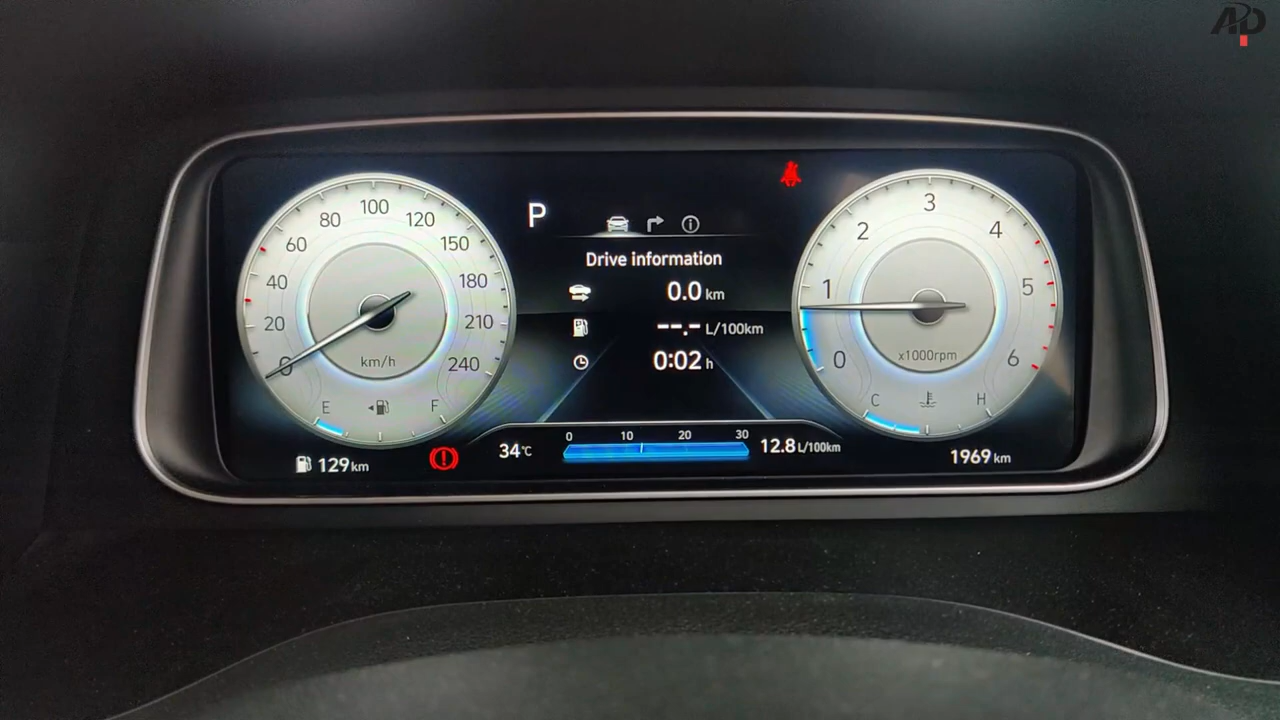 AD
P
Drive information
0.0 km
--.- L/100km
0:02 h
0
20
40
60
80
100
120
150
180
210
240
km/h
E
F
129 km
34°C
0 10 20 30
12.8 L/100km
0
1
2
3
4
5
6
x1000rpm
C
H
1969 km